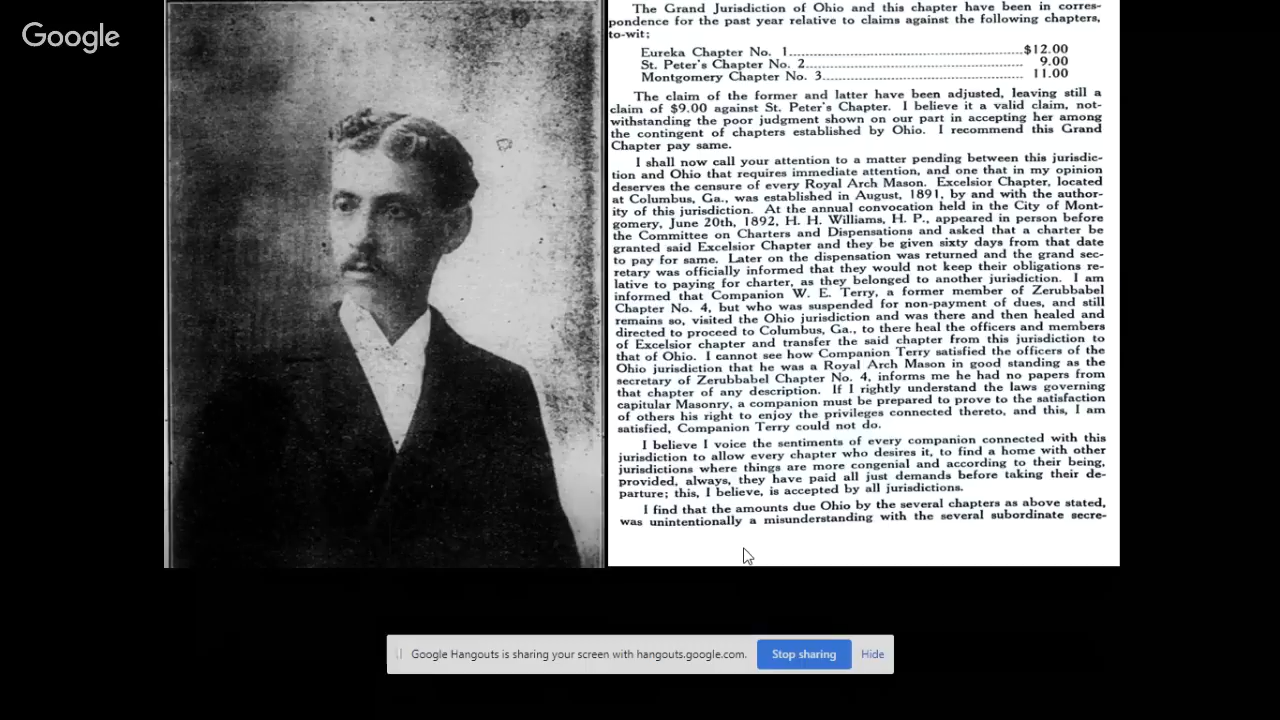 Google
The Grand Jurisdiction of Ohio and this chapter have been in corres-
pondence for the past year relative to claims against the following chapters,
to-wit;
Eureka Chapter No. 1........................................................$12.00
St. Peter's Chapter No. 2.................................................... 9.00
Montgomery Chapter No. 3................................................ 11.00
The claim of the former and latter have been adjusted, leaving still a
claim of $9.00 against St. Peter's Chapter. I believe it a valid claim, not-
withstanding the poor judgment shown on our part in accepting her among
the contingent of chapters established by Ohio. I recommend this Grand
Chapter pay same.
I shall now call your attention to a matter pending between this jurisdic-
tion and Ohio that requires immediate attention, and one that in my opinion
deserves the censure of every Royal Arch Mason. Excelsior Chapter, located
at Columbus, Ga., was established in August, 1891, by and with the author-
ity of this jurisdiction. At the annual convocation held in the City of Mont-
gomery, June 20th, 1892, H. H. Williams, H. P., appeared in person before
the Committee on Charters and Dispensations and asked that a charter be
granted said Excelsior Chapter and they be given sixty days from that date
to pay for same. Later on the dispensation was returned and the grand sec-
retary was officially informed that they would not keep their obligations re-
lative to paying for charter, as they belonged to another jurisdiction. I am
informed that Companion W. E. Terry, a former member of Zerubbabel
Chapter No. 4, but who was suspended for non-payment of dues, and still
remains so, visited the Ohio jurisdiction and was there and then healed and
directed to proceed to Columbus, Ga., to there heal the officers and members
of Excelsior chapter and transfer the said chapter from this jurisdiction to
that of Ohio. I cannot see how Companion Terry satisfied the officers of the
Ohio jurisdiction that he was a Royal Arch Mason in good standing as the
secretary of Zerubbabel Chapter No. 4, informs me he had no papers from
that chapter of any description. If I rightly understand the laws governing
capitular Masonry, a companion must be prepared to prove to the satisfaction
of others his right to enjoy the privileges connected thereto, and this, I am
satisfied, Companion Terry could not do.
I believe I voice the sentiments of every companion connected with this
jurisdiction to allow every chapter who desires it, to find a home with other
jurisdictions where things are more congenial and according to their being,
provided, always, they have paid all just demands before taking their de-
parture; this, I believe, is accepted by all jurisdictions.
I find that the amounts due Ohio by the several chapters as above stated,
was unintentionally a misunderstanding with the several subordinate secre-
Google Hangouts is sharing your screen with hangouts.google.com.
Stop sharing
Hide